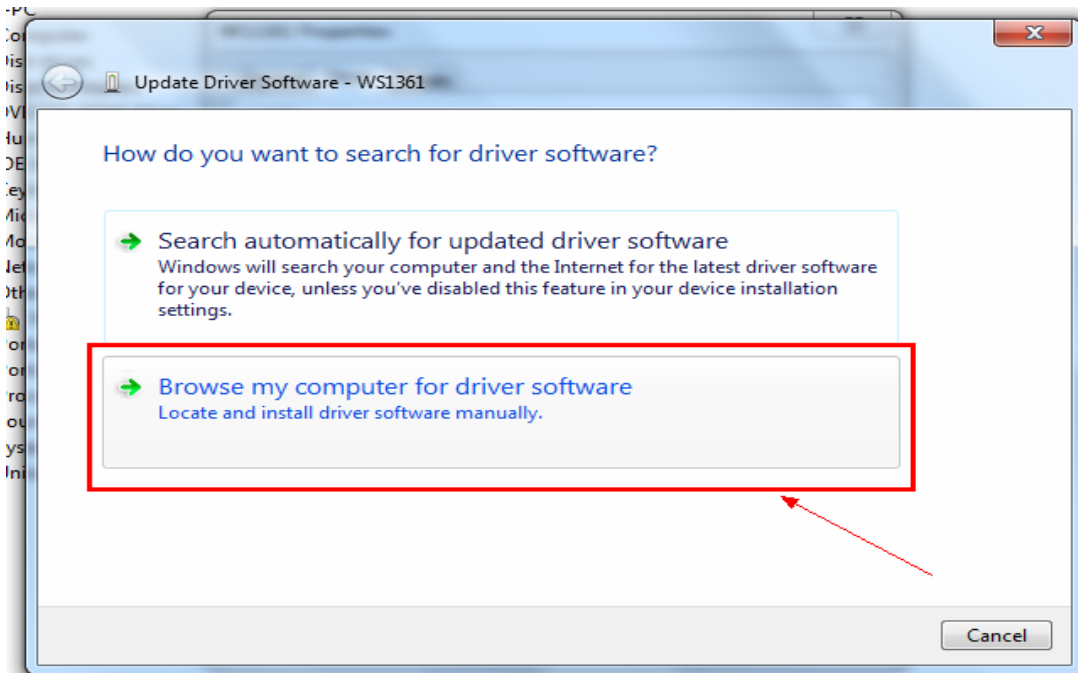 Update Driver Software - WS1361
How do you want to search for driver software?
Search automatically for updated driver software
Windows will search your computer and the Internet for the latest driver software
for your device, unless you've disabled this feature in your device installation
settings.
Browse my computer for driver software
Locate and install driver software manually.
Cancel